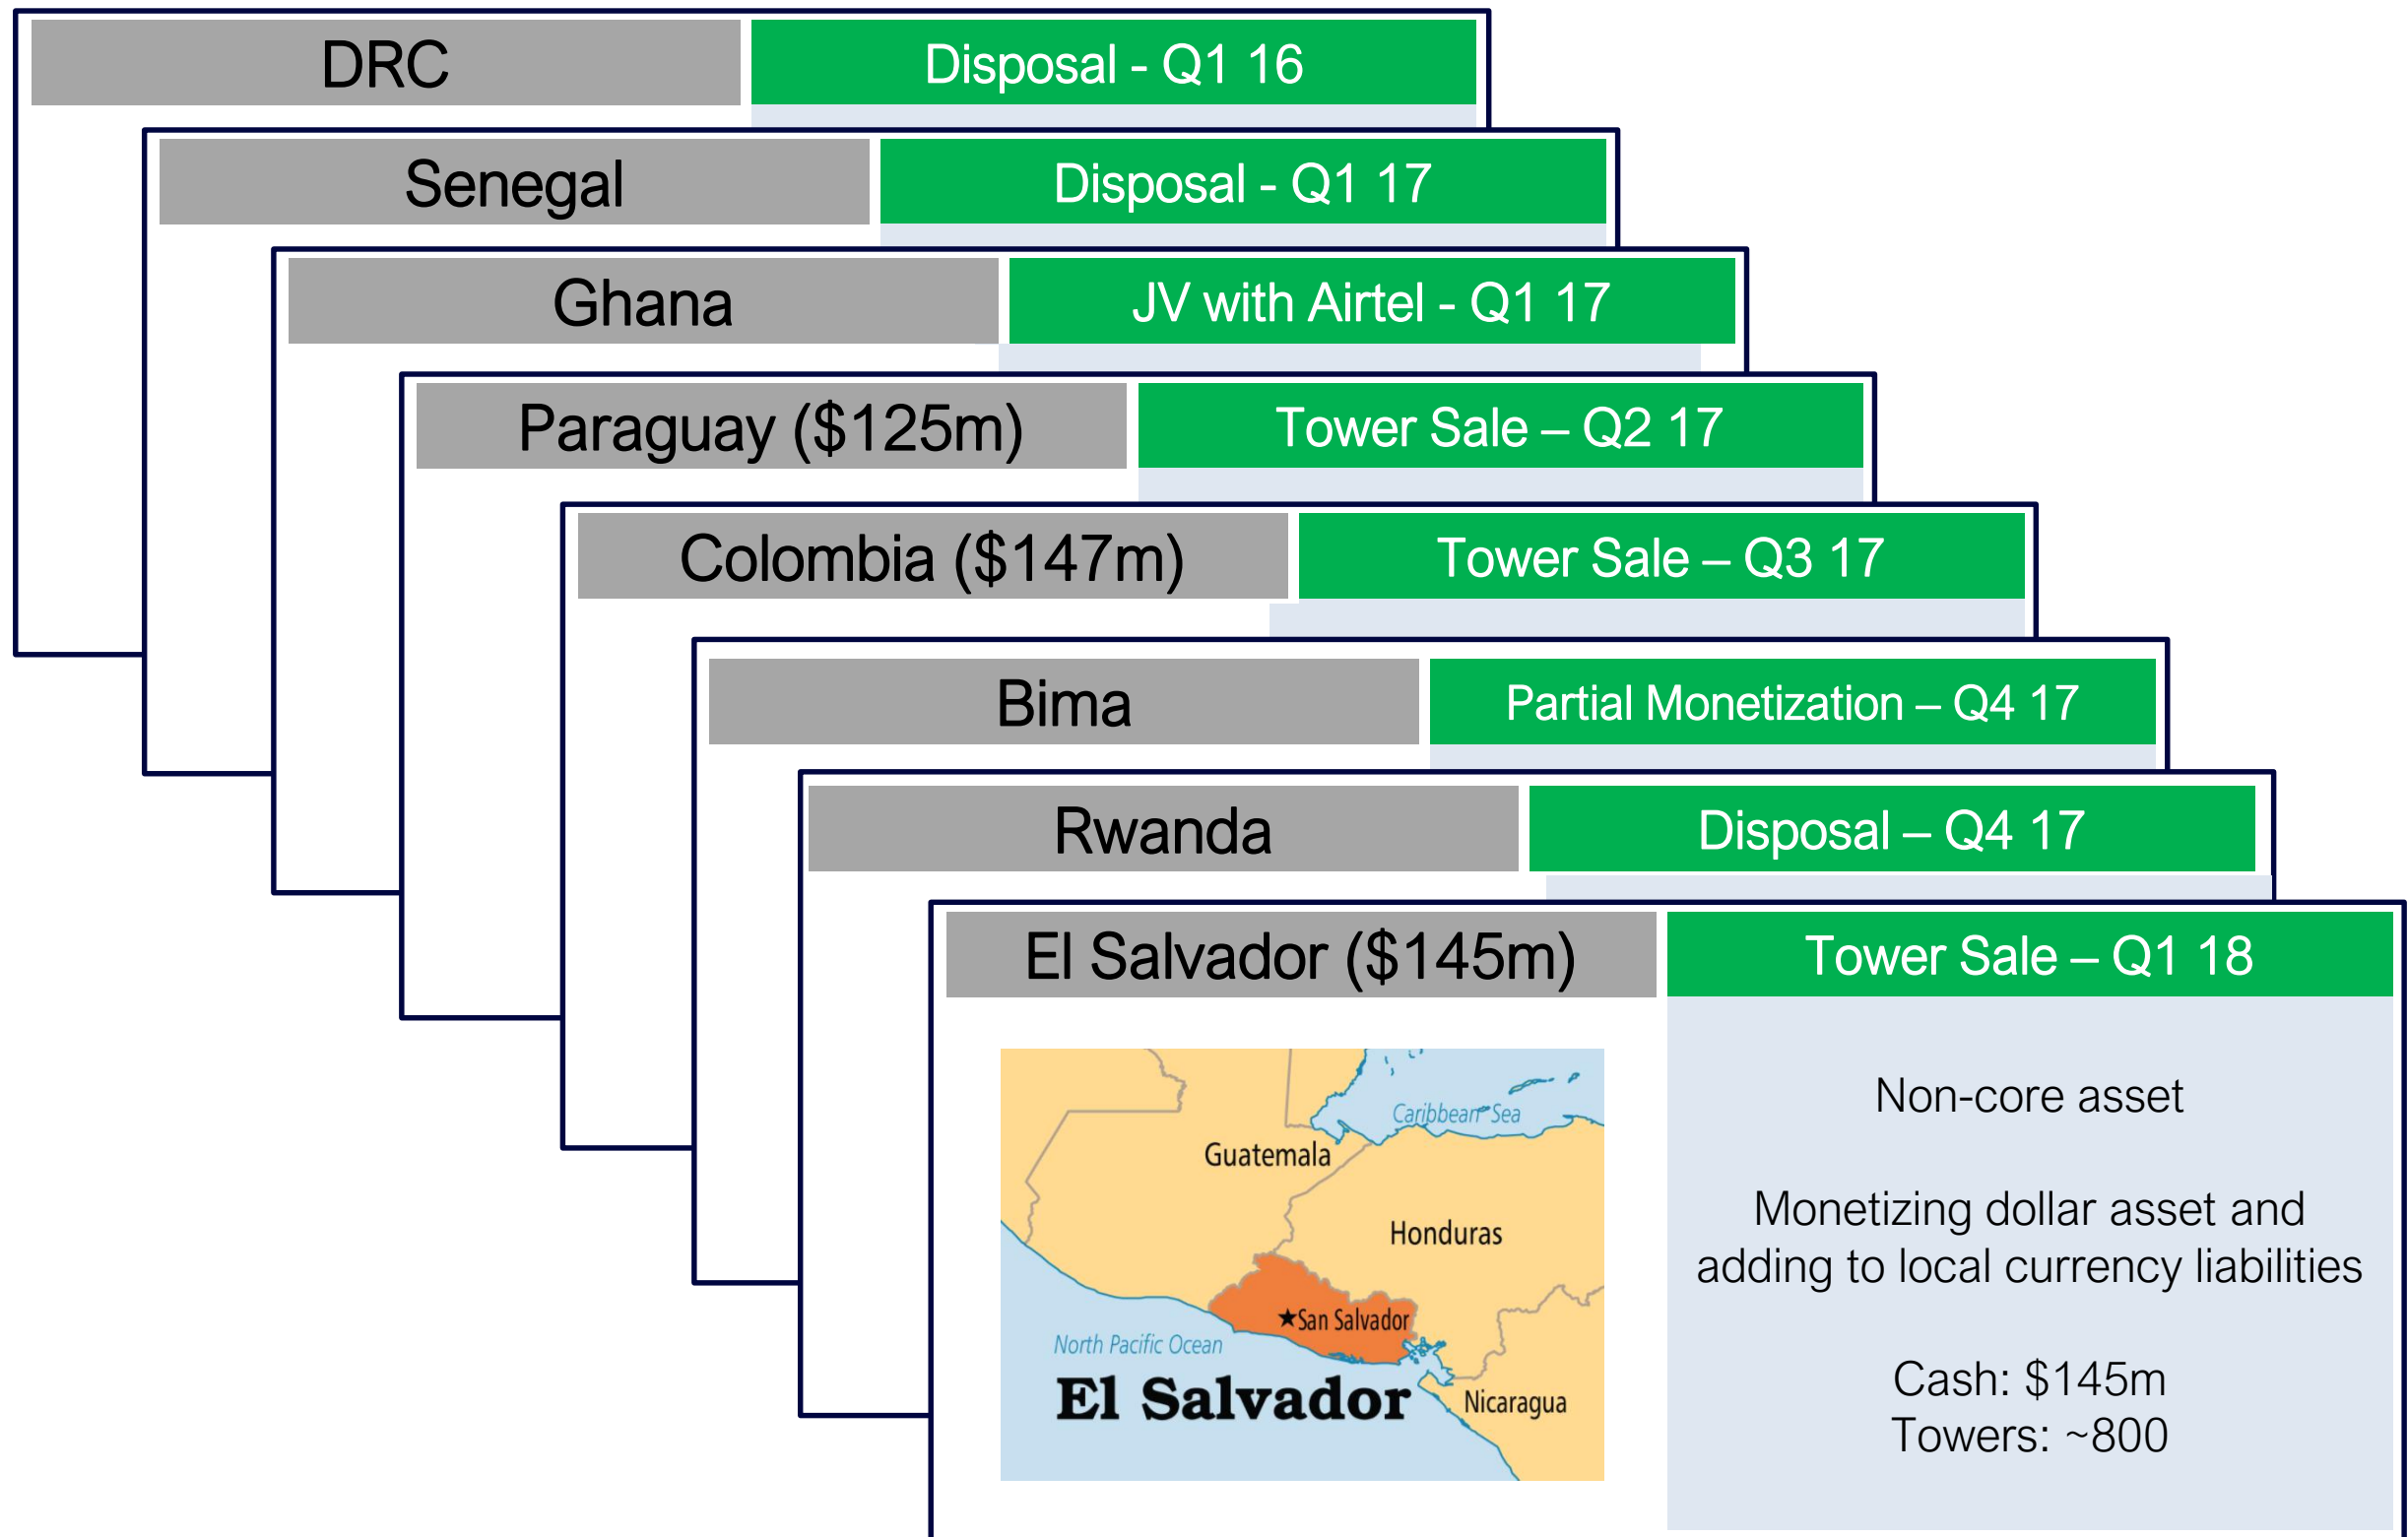 DRC
Disposal - Q1 16
Senegal
Disposal - Q1 17
Ghana
JV with Airtel - Q1 17
Paraguay ($125m)
Tower Sale – Q2 17
Colombia ($147m)
Tower Sale – Q3 17
Bima
Partial Monetization – Q4 17
Rwanda
Disposal – Q4 17
El Salvador ($145m)
Tower Sale – Q1 18
Caribbean Sea
Guatemala
Honduras
San Salvador
North Pacific Ocean
El Salvador
Nicaragua
Non-core asset
Monetizing dollar asset and
adding to local currency liabilities
Cash: $145m
Towers: ~800